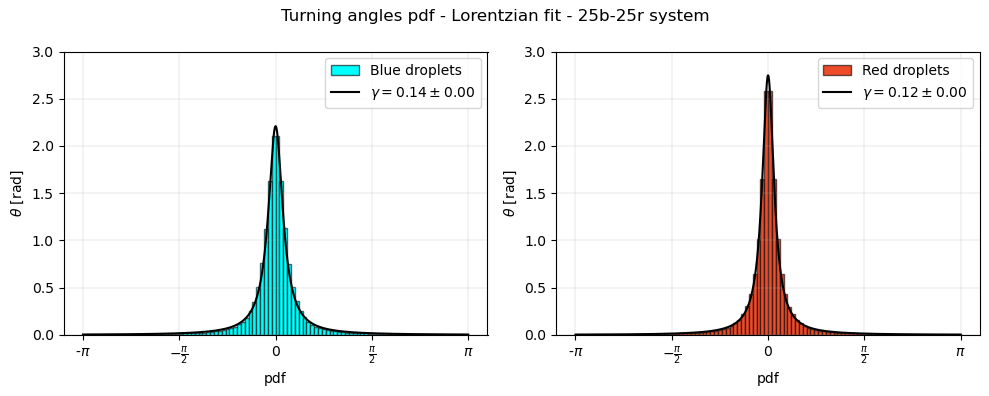 Turning angles pdf - Lorentzian fit - 25b-25r system
3.0
2.5
2.0
1.5
1.0
0.5
0.0
θ [rad]
Blue droplets
γ = 0.14 ± 0.00
-π
−π/2
0
π/2
π
pdf
3.0
2.5
2.0
1.5
1.0
0.5
0.0
θ [rad]
Red droplets
γ = 0.12 ± 0.00
-π
−π/2
0
π/2
π
pdf